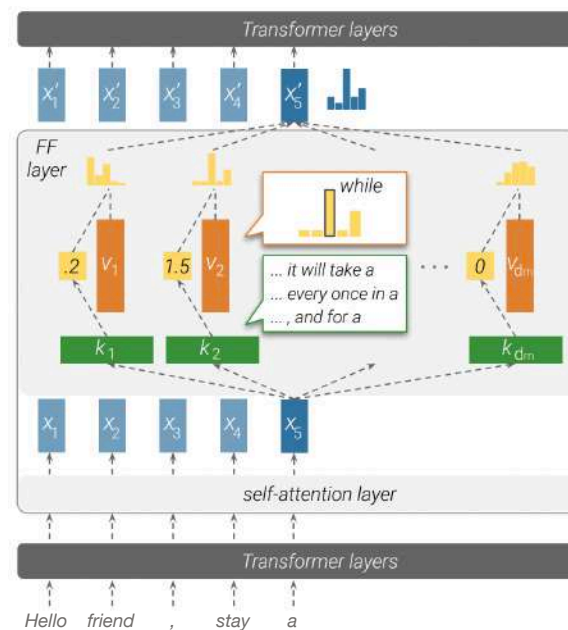 Transformer layers
x′1 x′2 x′3 x′4 x′5
FF
layer
while
.2 v1 1.5 v2 0 vdm
... it will take a
... every once in a
... , and for a
. . .
k1 k2 kdm
x1 x2 x3 x4 x5
self-attention layer
Transformer layers
Hello friend , stay a